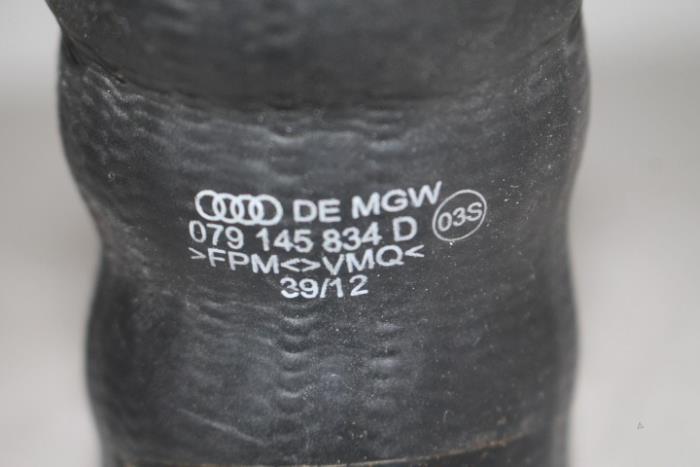 DE MGW
079 145 834 D 03S
>FPM<>VMQ<
39/12